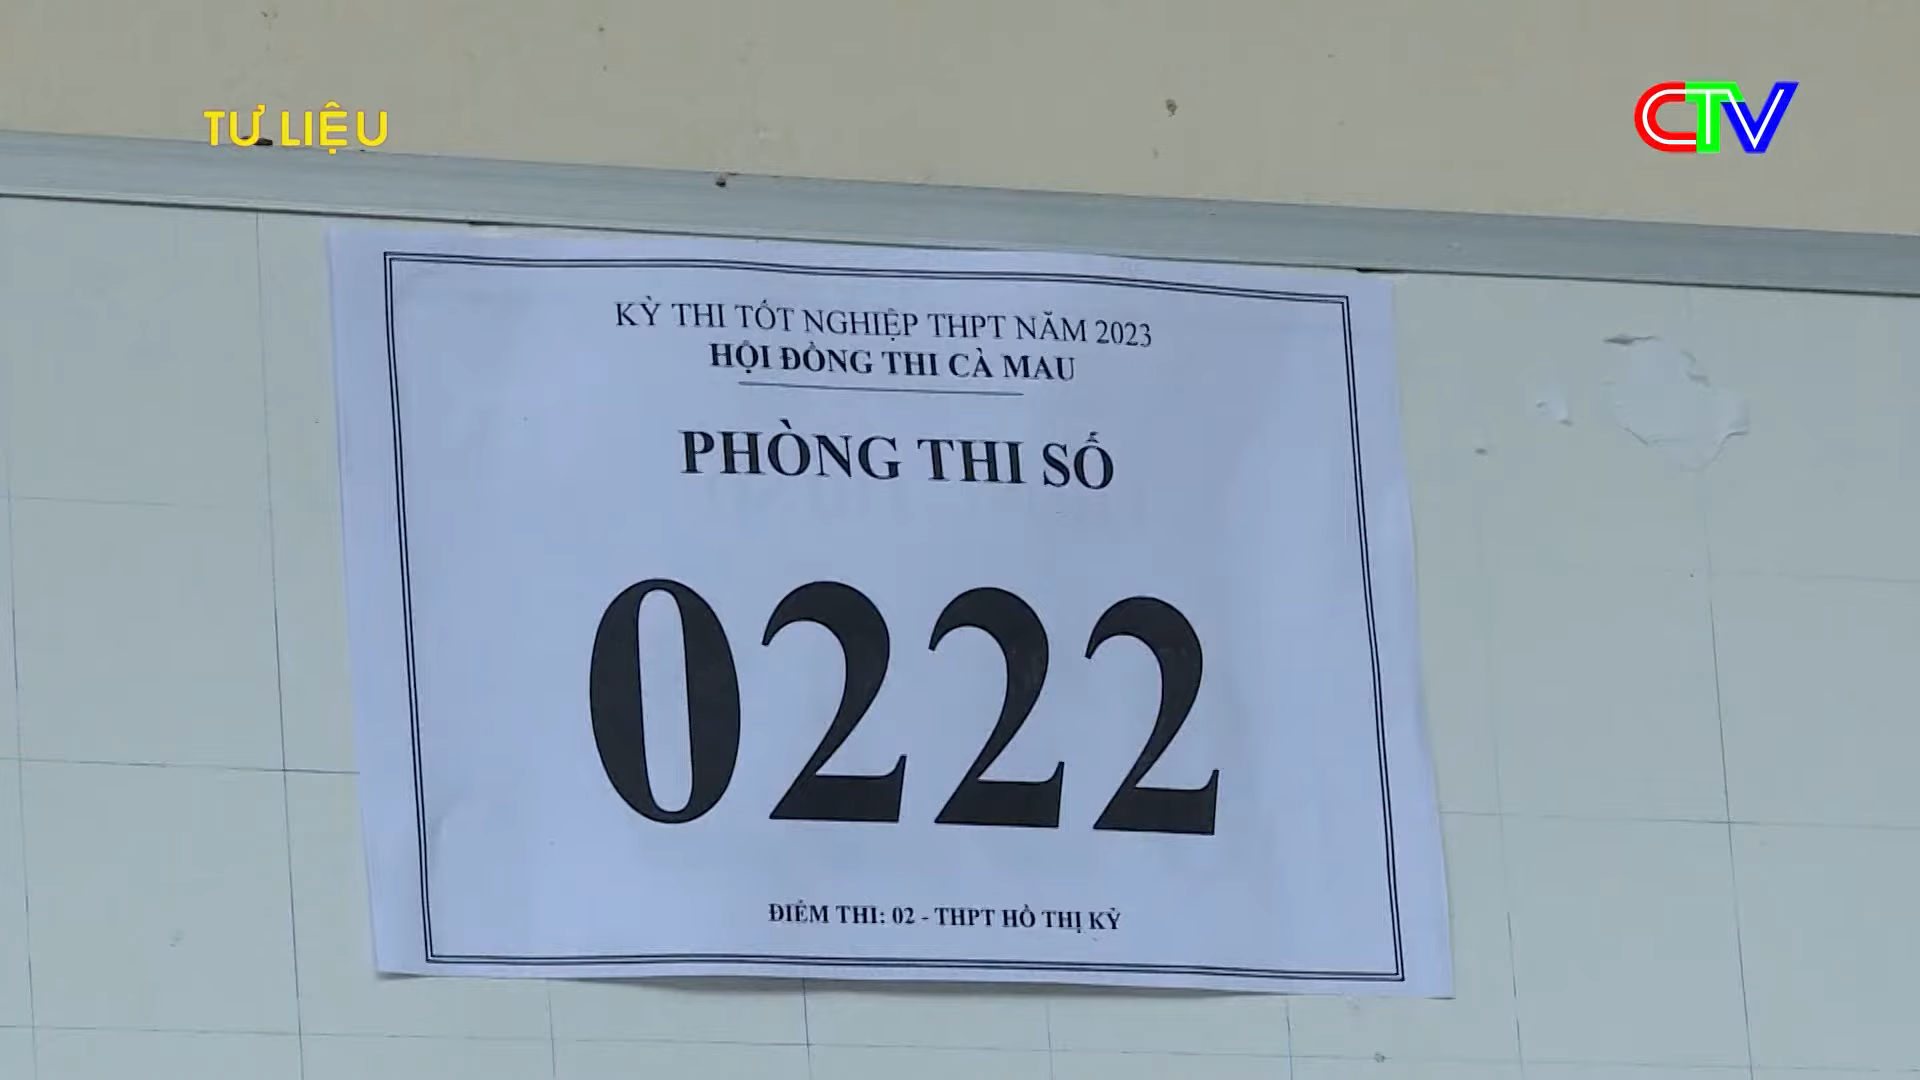 TƯ LIỆU
CTV
KỲ THI TỐT NGHIỆP THPT NĂM 2023
HỘI ĐỒNG THI CÀ MAU
PHÒNG THI SỐ
0222
ĐIỂM THI: 02 - THPT HỒ THỊ KỶ